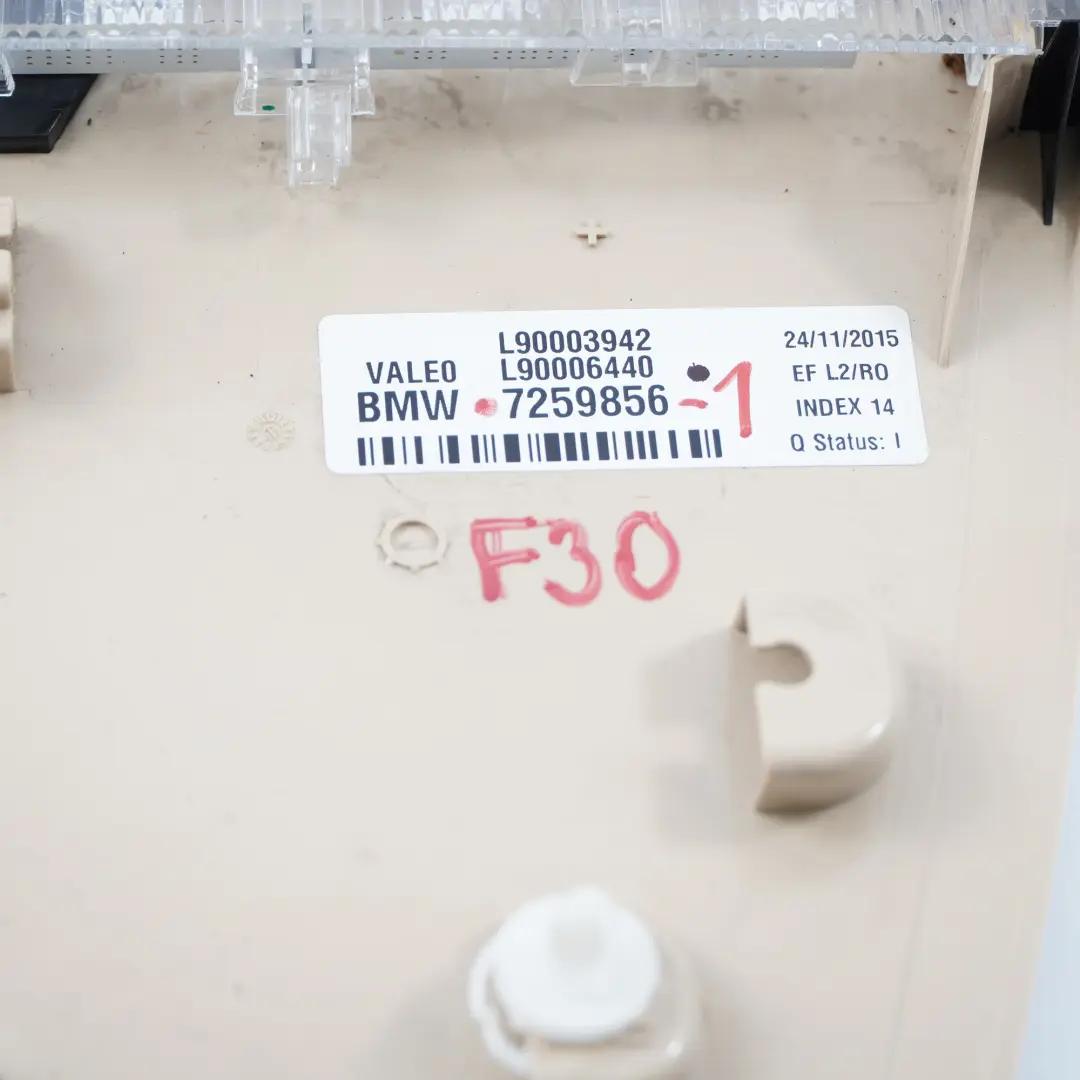 L90003942
VALEO L90006440
BMW 7259856 -1
24/11/2015
EF L2/RO
INDEX 14
Q Status: I
F30